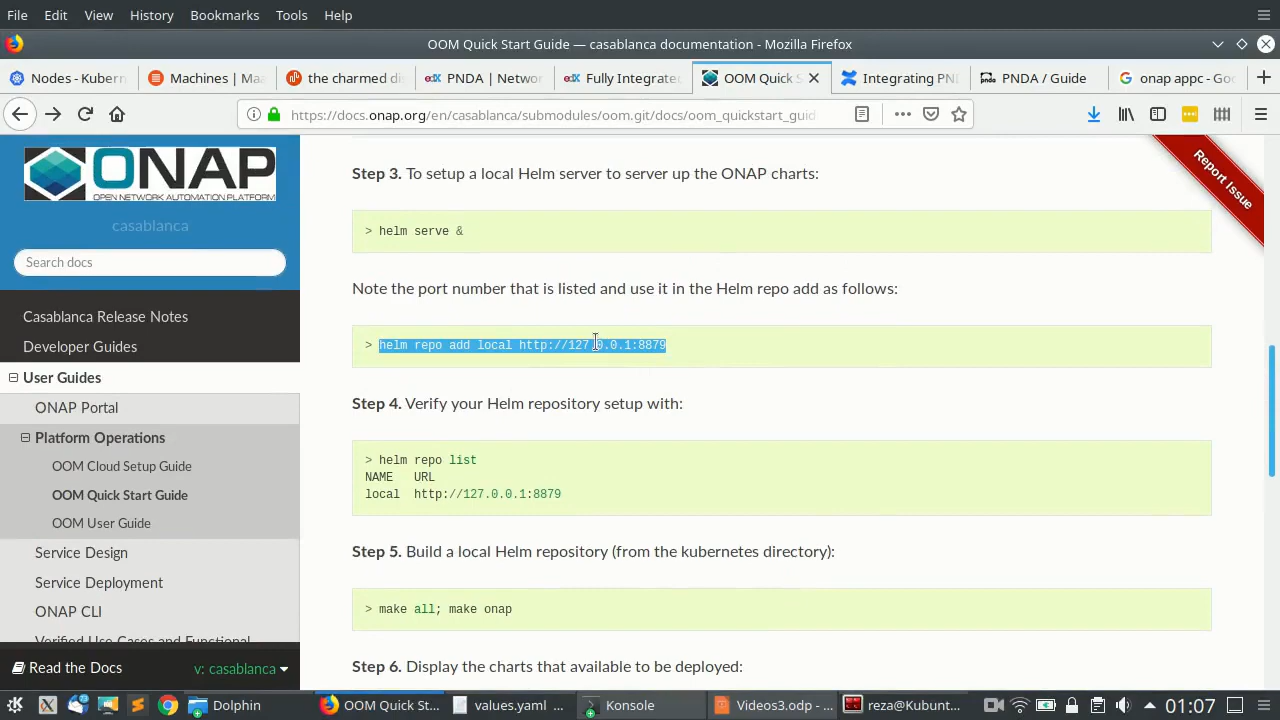 File Edit View History Bookmarks Tools Help
OOM Quick Start Guide — casablanca documentation - Mozilla Firefox
Nodes - Kubern
Machines | Maa
the charmed di
PNDA | Netwo
Fully Integrate
OOM Quick S
Integrating PN
PNDA / Guide
onap appc - Go
https://docs.onap.org/en/casablanca/submodules/oom.git/docs/oom_quickstart_guid
ONAP
OPEN NETWORK AUTOMATION PLATFORM
casablanca
Search docs
Casablanca Release Notes
Developer Guides
User Guides
ONAP Portal
Platform Operations
OOM Cloud Setup Guide
OOM Quick Start Guide
OOM User Guide
Service Design
Service Deployment
ONAP CLI
Verified Use Cases and Functional
Read the Docs
v: casablanca
Report Issue
Step 3. To setup a local Helm server to server up the ONAP charts:
> helm serve &
Note the port number that is listed and use it in the Helm repo add as follows:
> helm repo add local http://127.0.0.1:8879
Step 4. Verify your Helm repository setup with:
> helm repo list
NAME URL
local http://127.0.0.1:8879
Step 5. Build a local Helm repository (from the kubernetes directory):
> make all; make onap
Step 6. Display the charts that available to be deployed:
Dolphin
OOM Quick St...
values.yaml ...
Konsole
Videos3.odp - ...
reza@Kubunt...
01:07